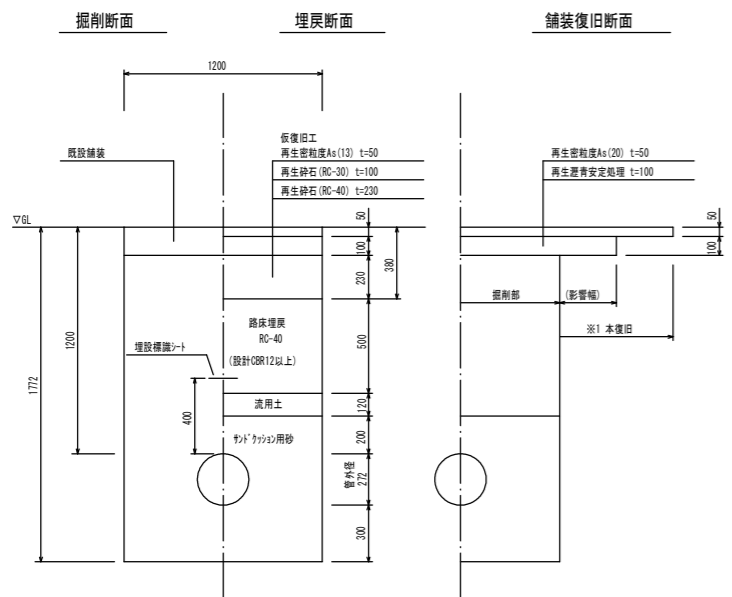 掘削断面
埋戻断面
舗装復旧断面
1200
既設舗装
仮復旧工
再生密粒度As(13) t=50
再生砕石(RC-30) t=100
再生砕石(RC-40) t=230
再生密粒度As(20) t=50
再生瀝青安定処理 t=100
▽GL
50
100
230
380
50
100
掘削部
(影響幅)
※1 本復旧
路床埋戻
RC-40
(設計CBR12以上)
500
埋設標識シート
1200
1772
400
流用土
120
サンドクッション用砂
200
管外径
272
300